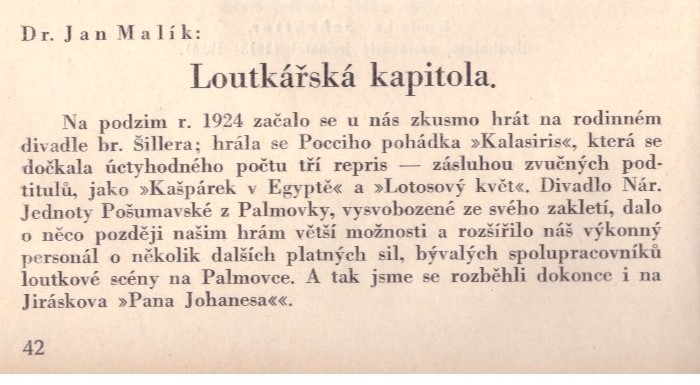 Dr. Jan Malík:
Loutkářská kapitola.
Na podzim r. 1924 začalo se u nás zkusmo hrát na rodinném
divadle br. Šillera; hrála se Pocciho pohádka »Kalasiris«, která se
dočkala úctyhodného počtu tří repris — zásluhou zvučných pod-
titulů, jako »Kašpárek v Egyptě« a »Lotosový květ«. Divadlo Nár.
Jednoty Pošumavské z Palmovky, vysvobozené ze svého zakletí, dalo
o něco později našim hrám větší možnosti a rozšířilo náš výkonný
personál o několik dalších platných sil, bývalých spolupracovníků
loutkové scény na Palmovce. A tak jsme se rozběhli dokonce i na
Jiráskova »Pana Johanesa««.
42